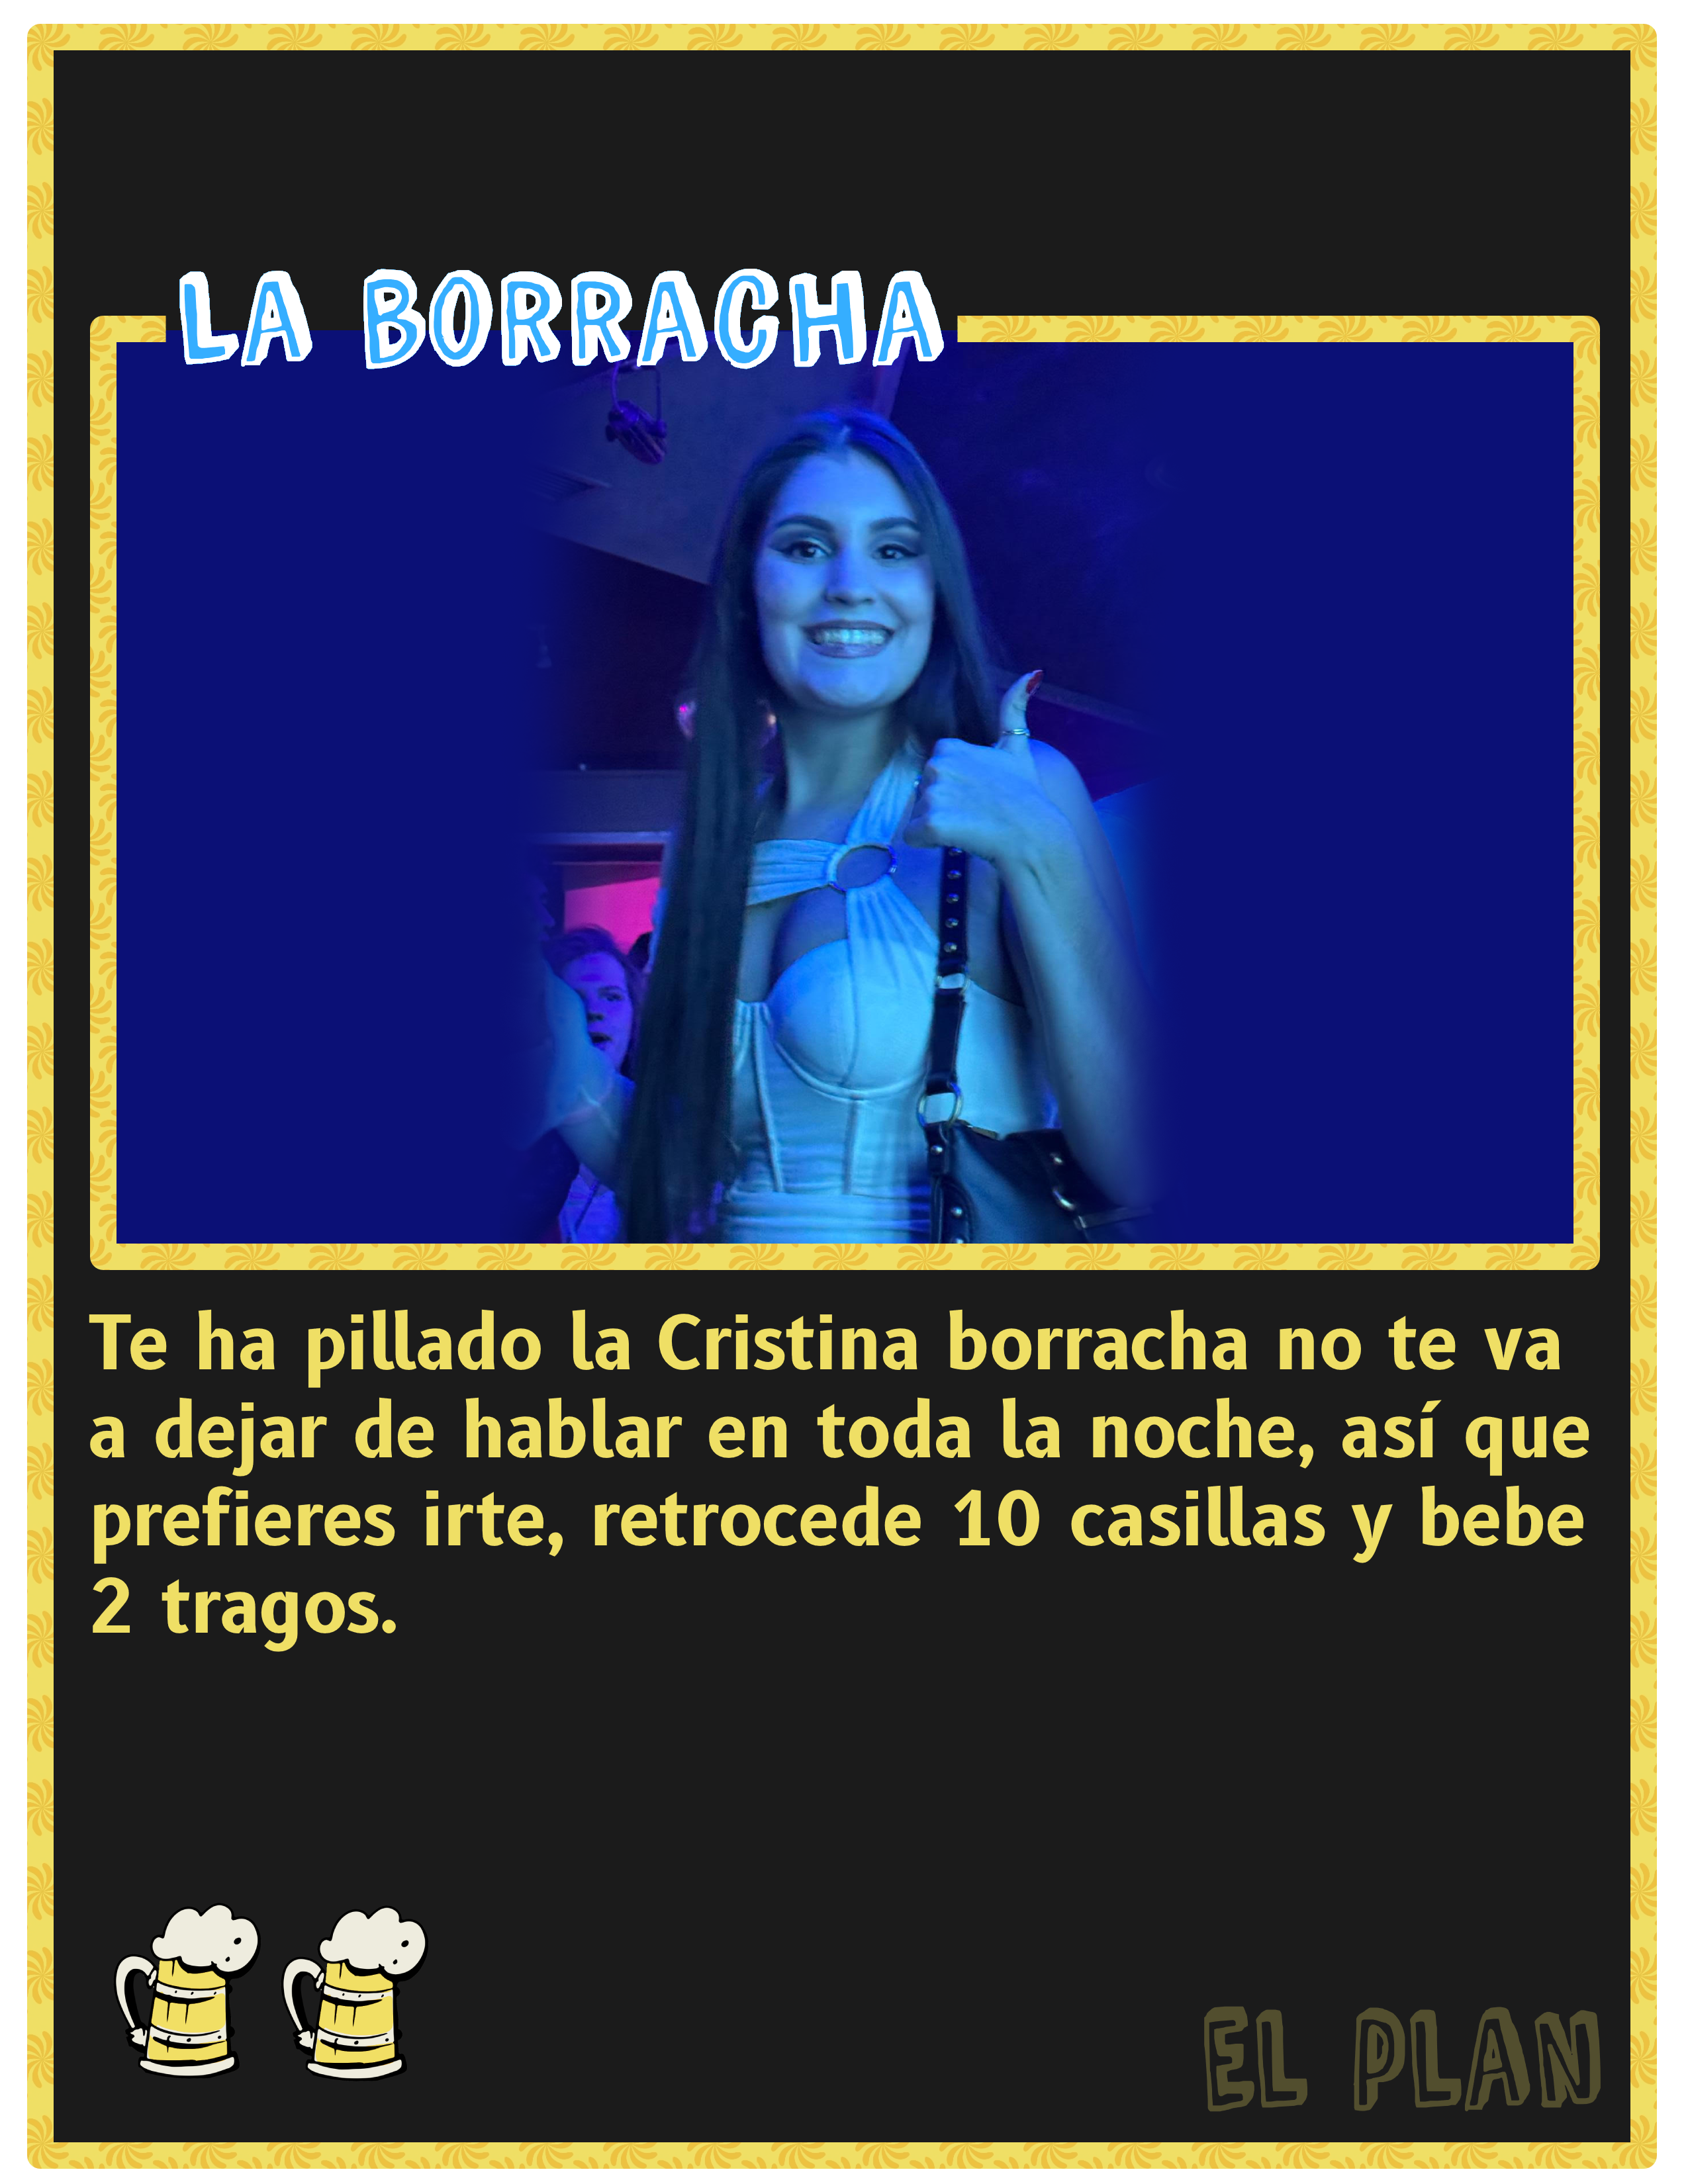 LA BORRACHA
Te ha pillado la Cristina borracha no te va
a dejar de hablar en toda la noche, así que
prefieres irte, retrocede 10 casillas y bebe
2 tragos.
EL PLAN